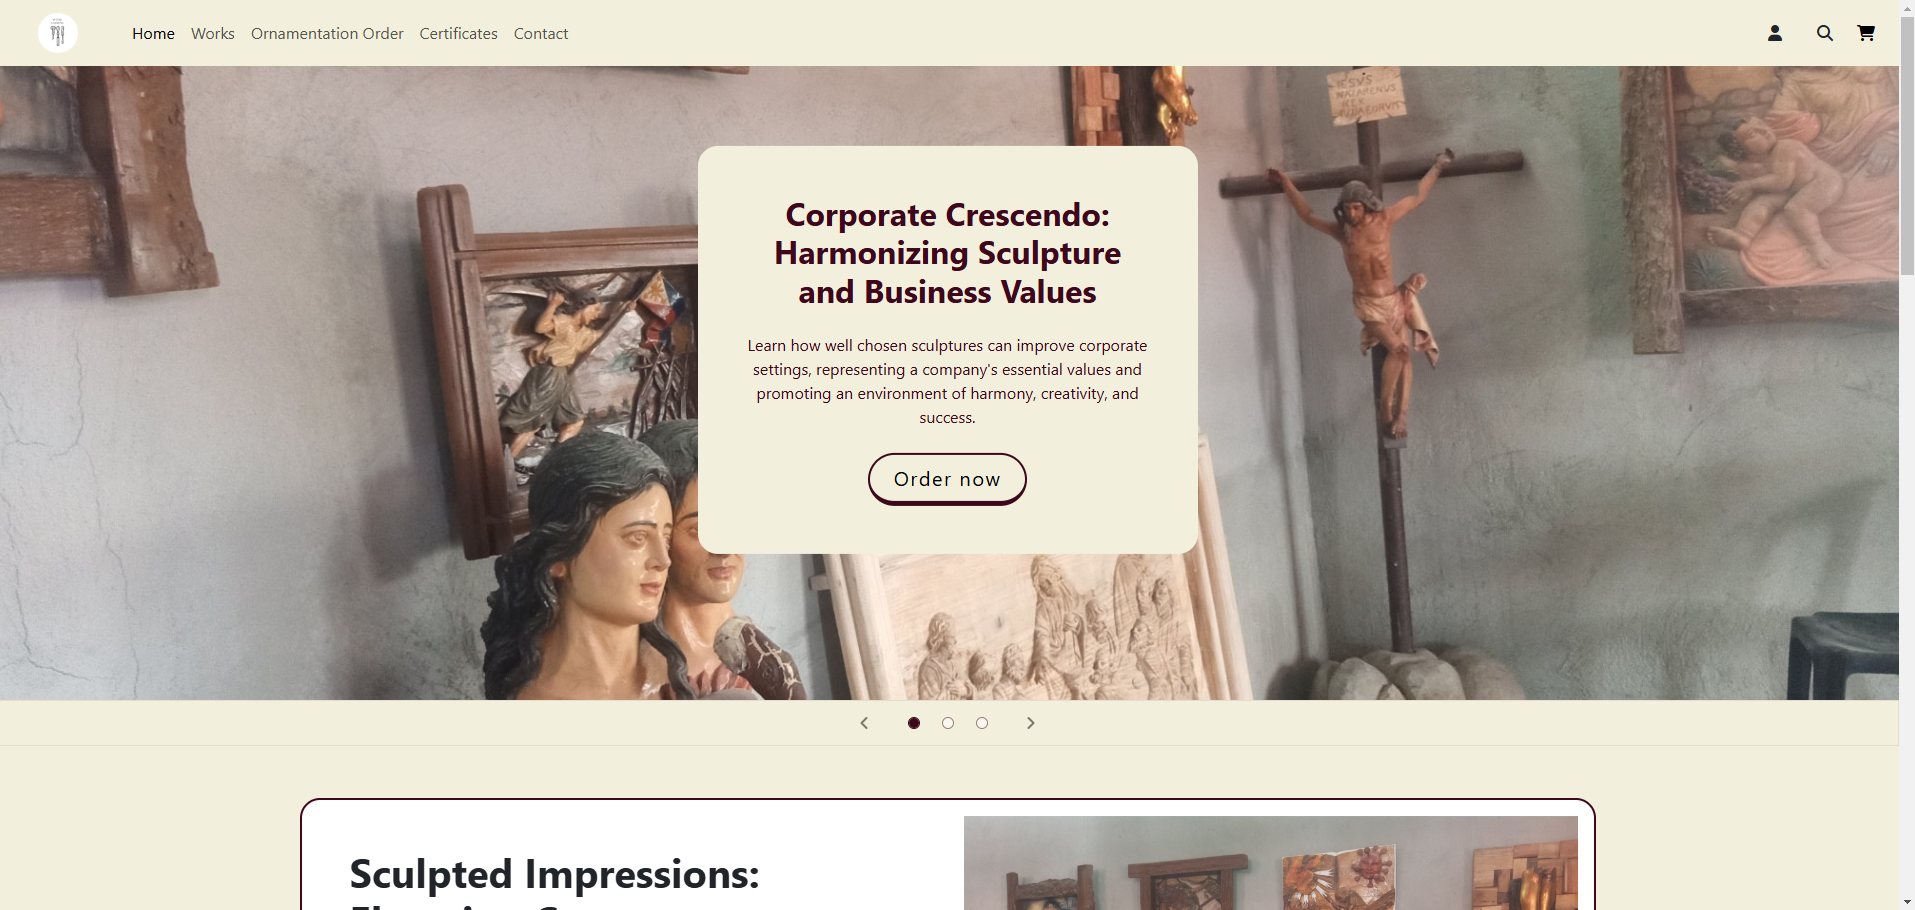 Home Works Ornamentation Order Certificates Contact
JESVS
NAZARENVS
REX
IVDAEORVM
Corporate Crescendo:
Harmonizing Sculpture
and Business Values
Learn how well chosen sculptures can improve corporate
settings, representing a company's essential values and
promoting an environment of harmony, creativity, and
success.
Order now
Sculpted Impressions: